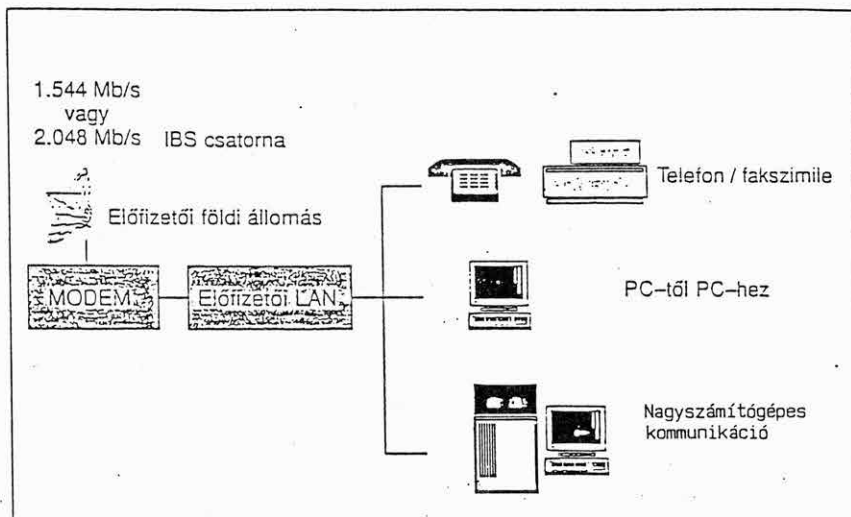 1.544 Mb/s
vagy
2.048 Mb/s IBS csatorna
Előfizetői földi állomás
MODEM
Előfizetői LAN
Telefon / fakszimile
PC–től PC–hez
Nagyszámítógépes
kommunikáció